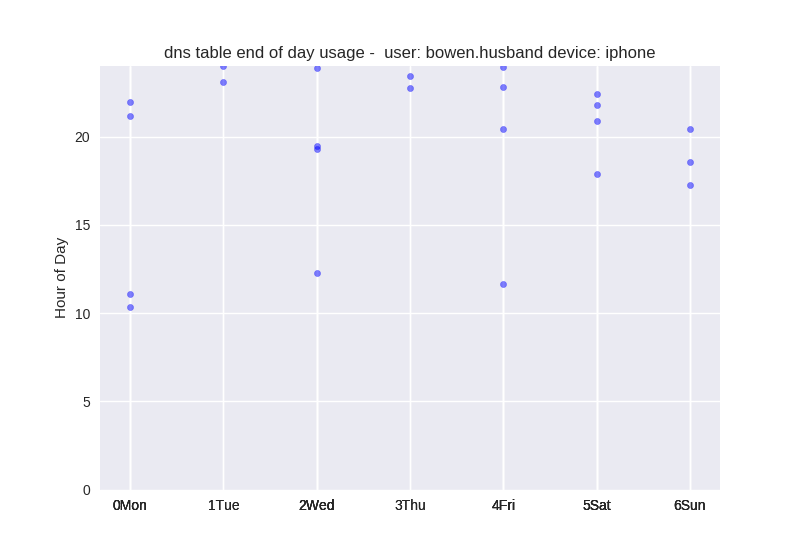 dns table end of day usage -  user: bowen.husband device: iphone
20
15
10
5
0
Hour of Day
0Mon 1Tue 2Wed 3Thu 4Fri 5Sat 6Sun